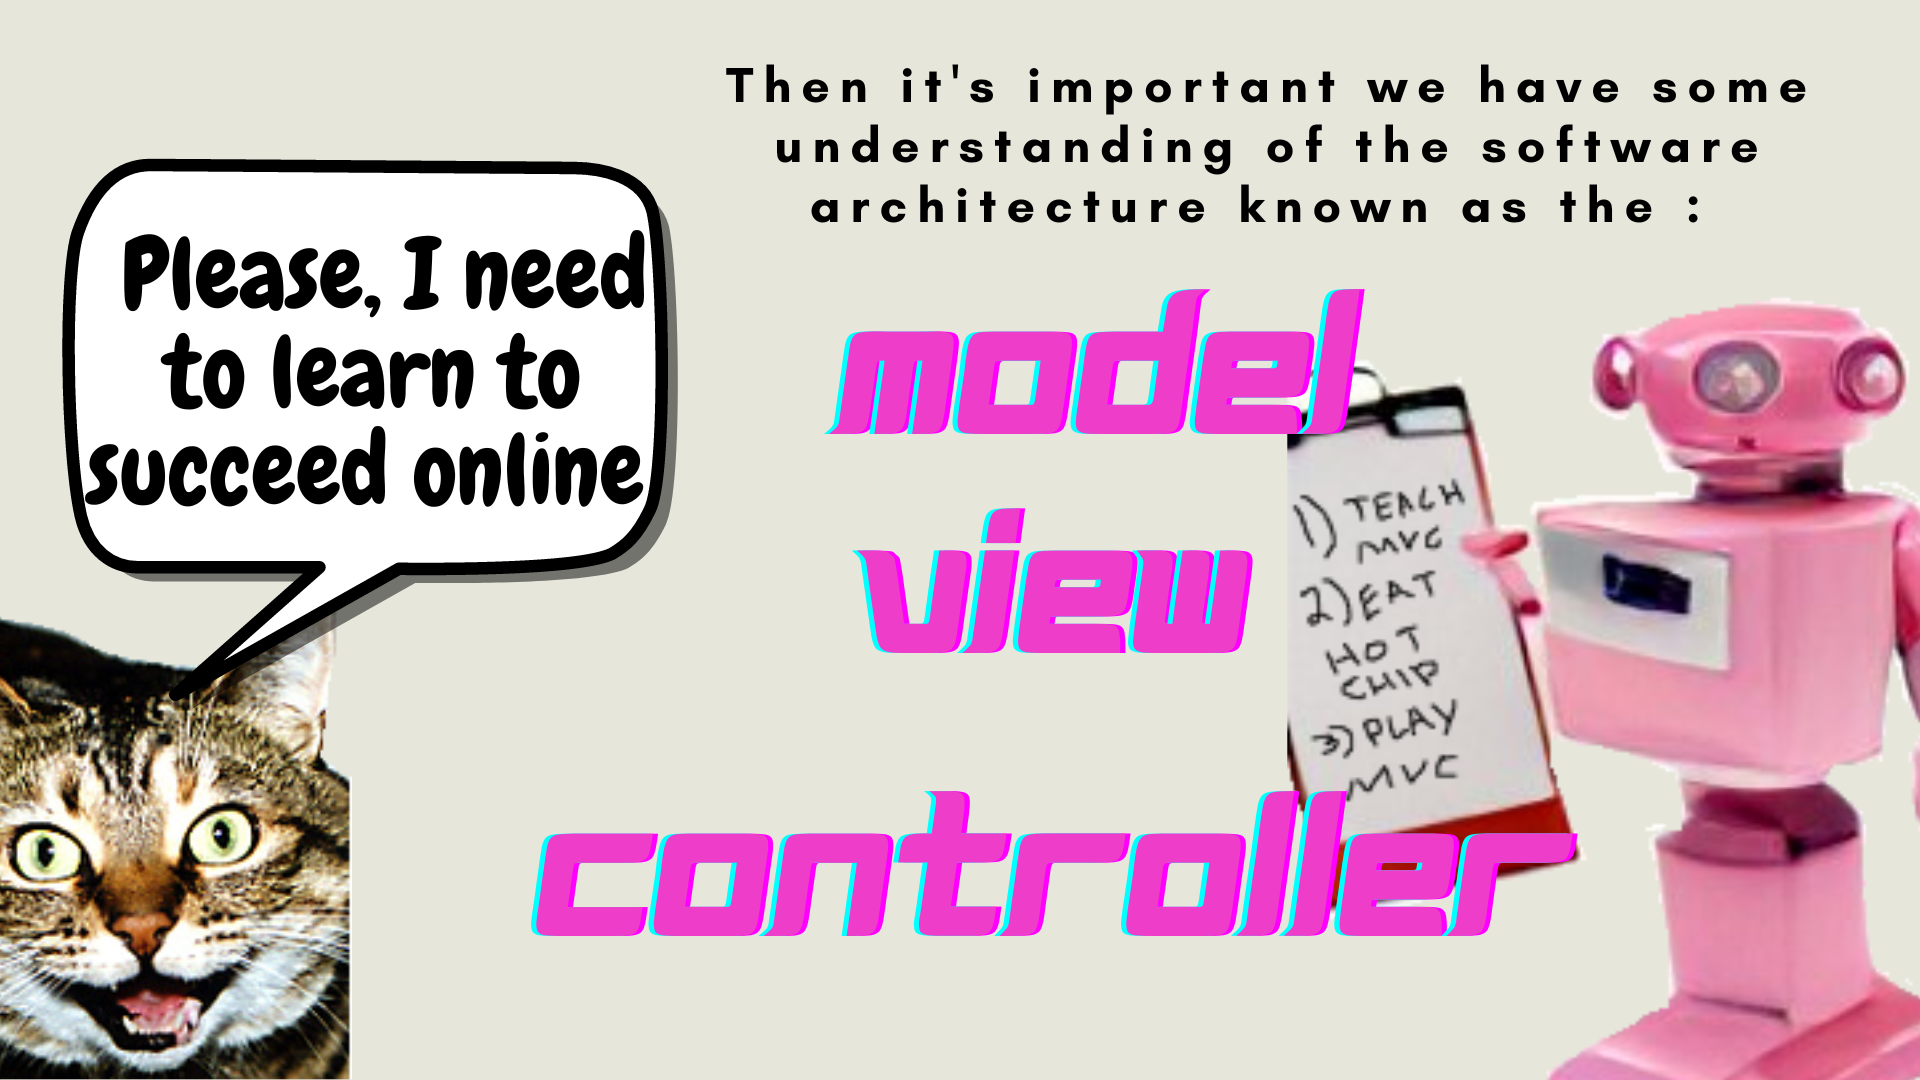 Please, I need
to learn to
succeed online
Then it's important we have some
understanding of the software
architecture known as the :
model
view
controller
1) TEACH
MVC
2) EAT
HOT
CHIP
3) PLAY
MVC